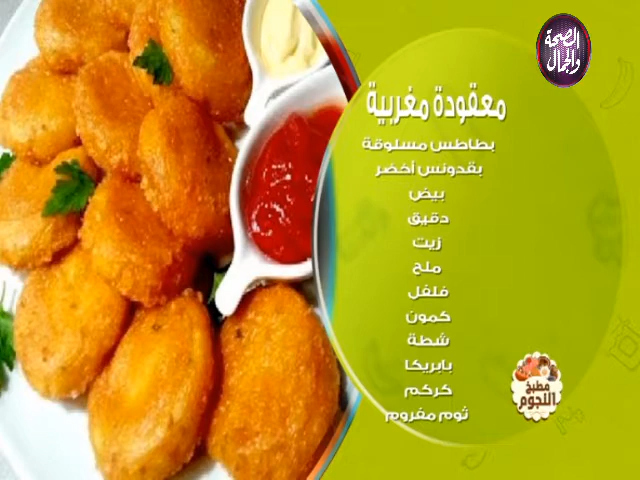 الصحة
والجمال
معقودة مغربية
بطاطس مسلوقة
بقدونس أخضر
بيض
دقيق
زيت
ملح
فلفل
كمون
شطة
بابريكا
كركم
ثوم مفروم
مطبخ
النجوم